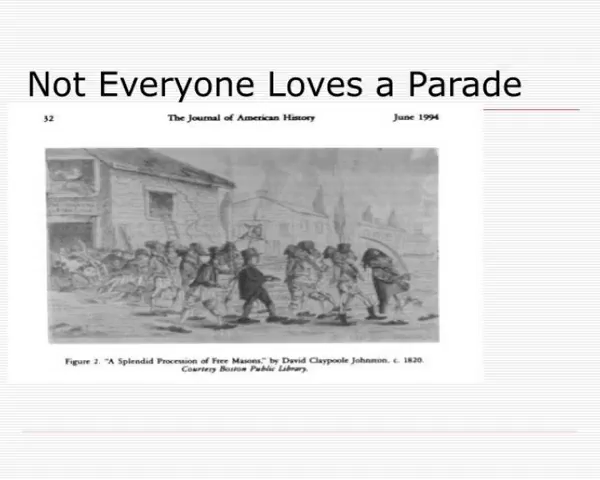 Not Everyone Loves a Parade
32 The Journal of American History June 1994
Figure 2. "A Splendid Procession of Free Masons," by David Claypoole Johnston, c. 1820.
Courtesy Boston Public Library.